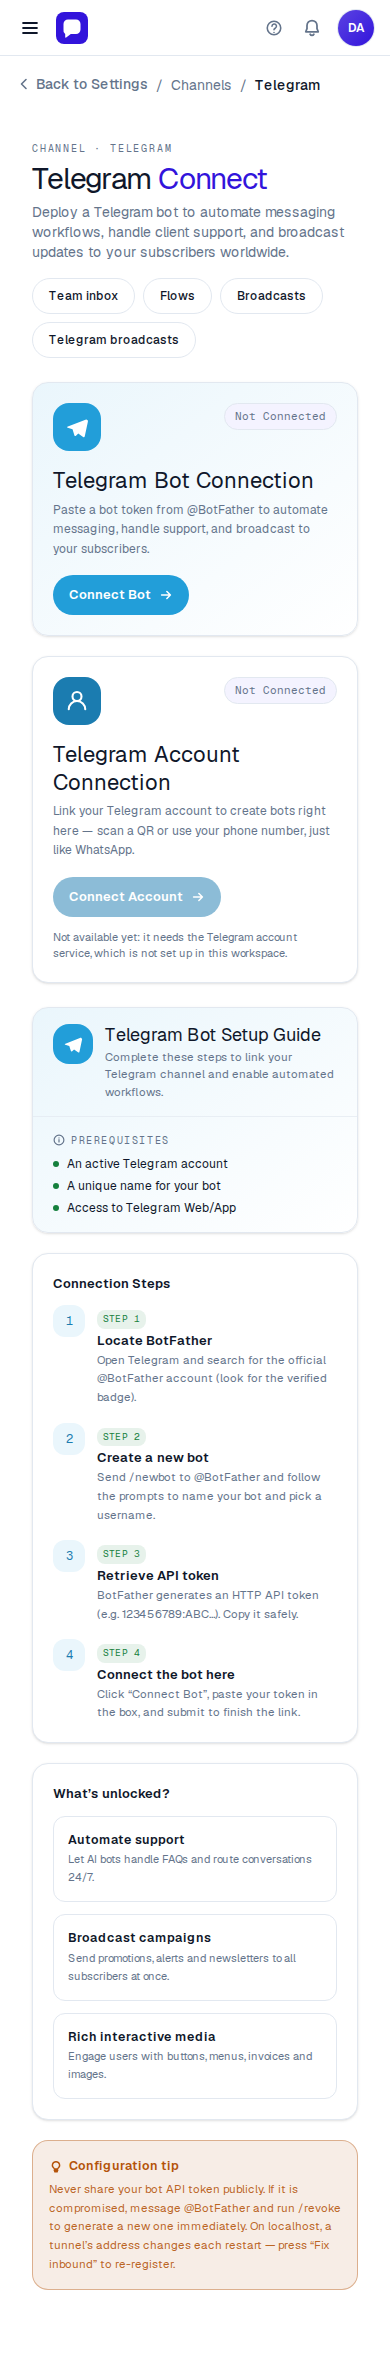 DA
Back to Settings / Channels / Telegram
CHANNEL · TELEGRAM
Telegram Connect
Deploy a Telegram bot to automate messaging
workflows, handle client support, and broadcast
updates to your subscribers worldwide.
Team inbox
Flows
Broadcasts
Telegram broadcasts
Not Connected
Telegram Bot Connection
Paste a bot token from @BotFather to automate
messaging, handle support, and broadcast to
your subscribers.
Connect Bot →
Not Connected
Telegram Account
Connection
Link your Telegram account to create bots right
here — scan a QR or use your phone number, just
like WhatsApp.
Connect Account →
Not available yet: it needs the Telegram account
service, which is not set up in this workspace.
Telegram Bot Setup Guide
Complete these steps to link your
Telegram channel and enable automated
workflows.
PREREQUISITES
An active Telegram account
A unique name for your bot
Access to Telegram Web/App
Connection Steps
1
STEP 1
Locate BotFather
Open Telegram and search for the official
@BotFather account (look for the verified
badge).
2
STEP 2
Create a new bot
Send /newbot to @BotFather and follow
the prompts to name your bot and pick a
username.
3
STEP 3
Retrieve API token
BotFather generates an HTTP API token
(e.g. 123456789:ABC…). Copy it safely.
4
STEP 4
Connect the bot here
Click “Connect Bot”, paste your token in
the box, and submit to finish the link.
What’s unlocked?
Automate support
Let AI bots handle FAQs and route conversations
24/7.
Broadcast campaigns
Send promotions, alerts and newsletters to all
subscribers at once.
Rich interactive media
Engage users with buttons, menus, invoices and
images.
Configuration tip
Never share your bot API token publicly. If it is
compromised, message @BotFather and run /revoke
to generate a new one immediately. On localhost, a
tunnel’s address changes each restart — press “Fix
inbound” to re-register.